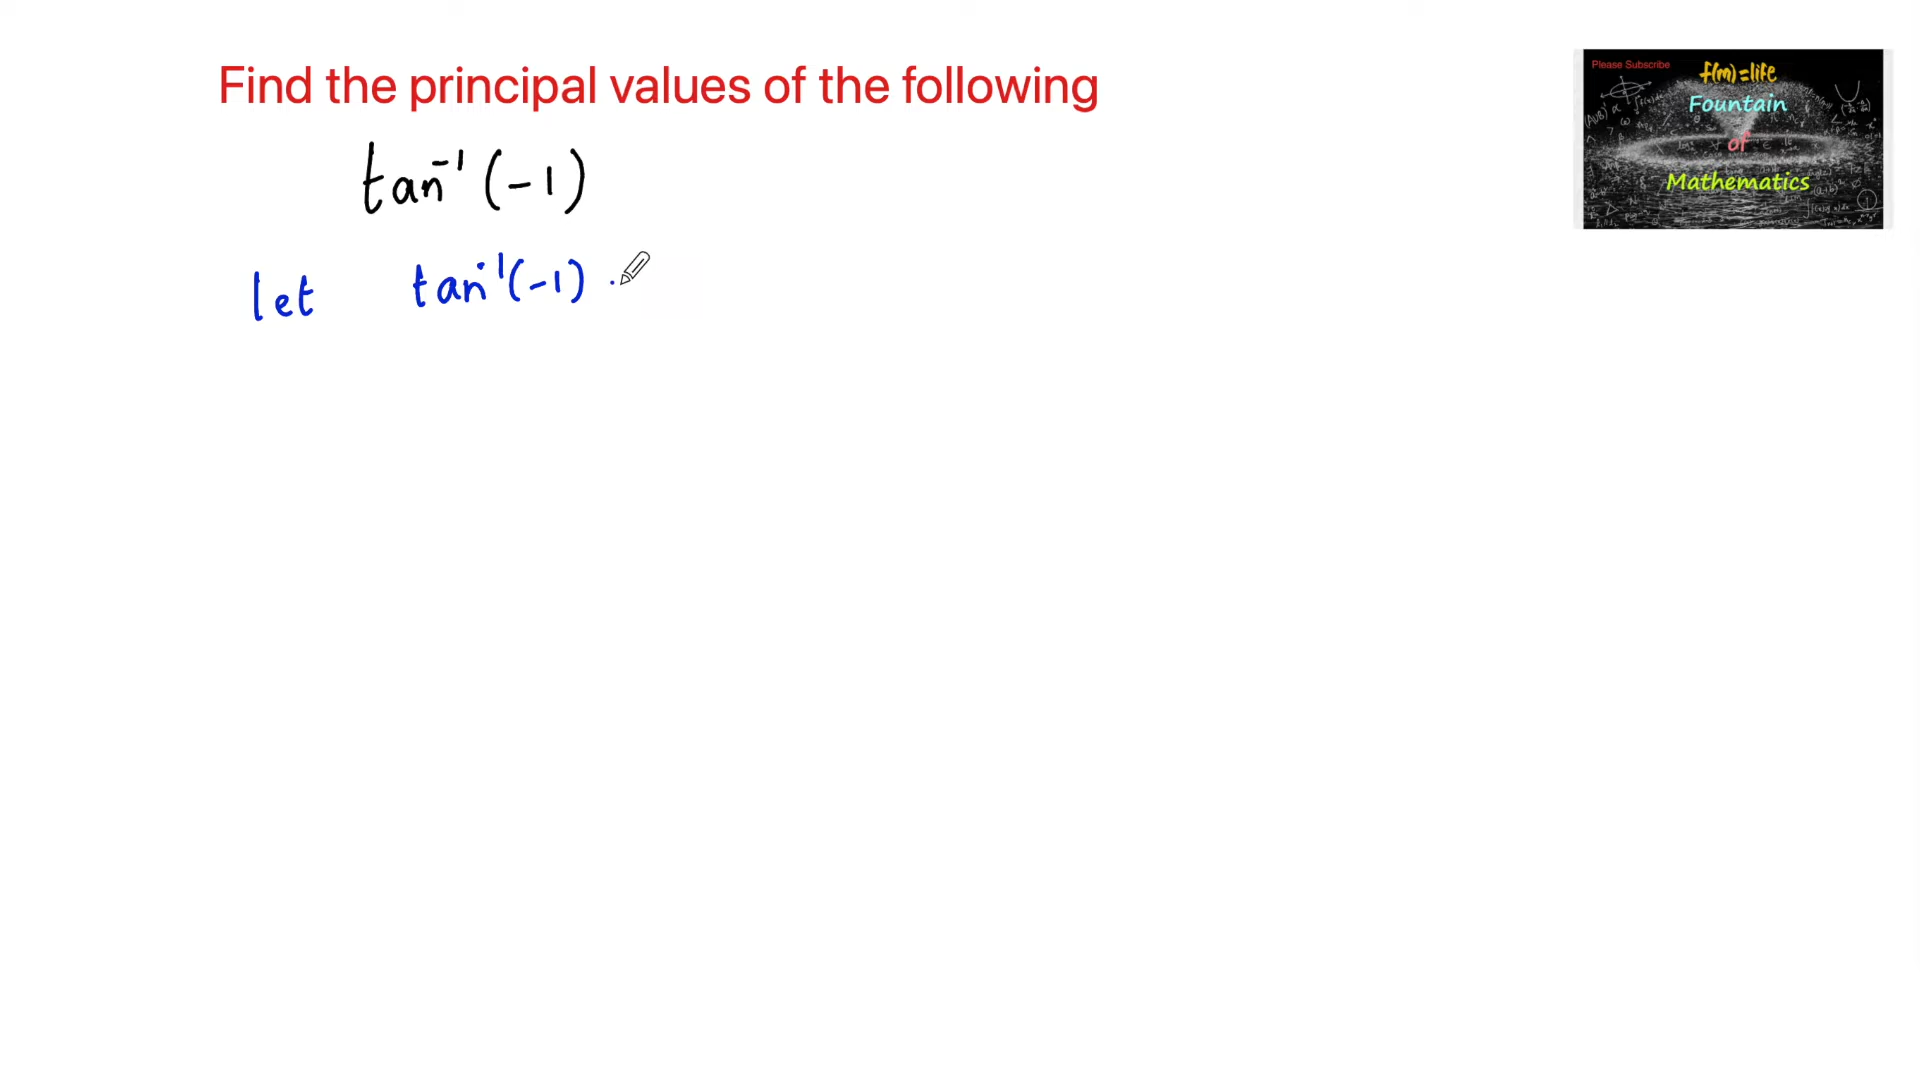 Find the principal values of the following
tan⁻¹(-1)
let tan⁻¹(-1)
Please Subscribe
f(m)=life
Fountain
of
Mathematics